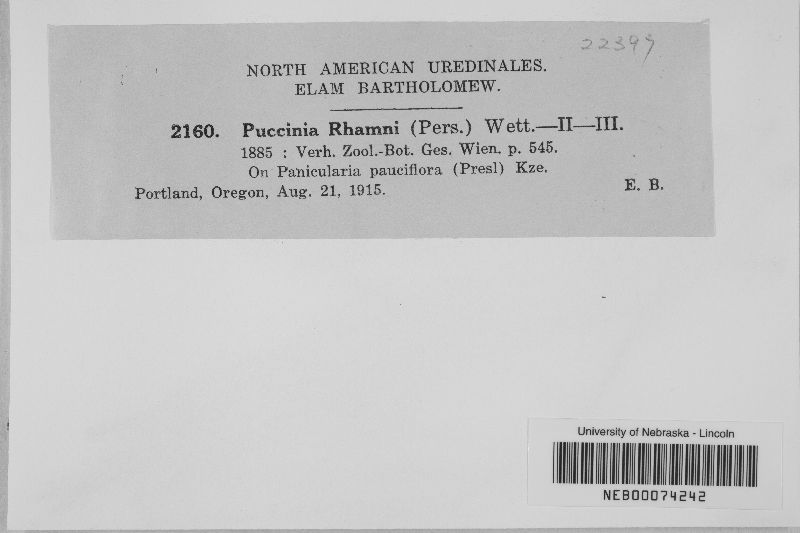 22399
NORTH AMERICAN UREDINALES.
ELAM BARTHOLOMEW.
2160. Puccinia Rhamni (Pers.) Wett.—II—III.
1885 : Verh. Zool.-Bot. Ges. Wien. p. 545.
On Panicularia pauciflora (Presl) Kze.
Portland, Oregon, Aug. 21, 1915. E. B.
University of Nebraska - Lincoln
NEB00074242